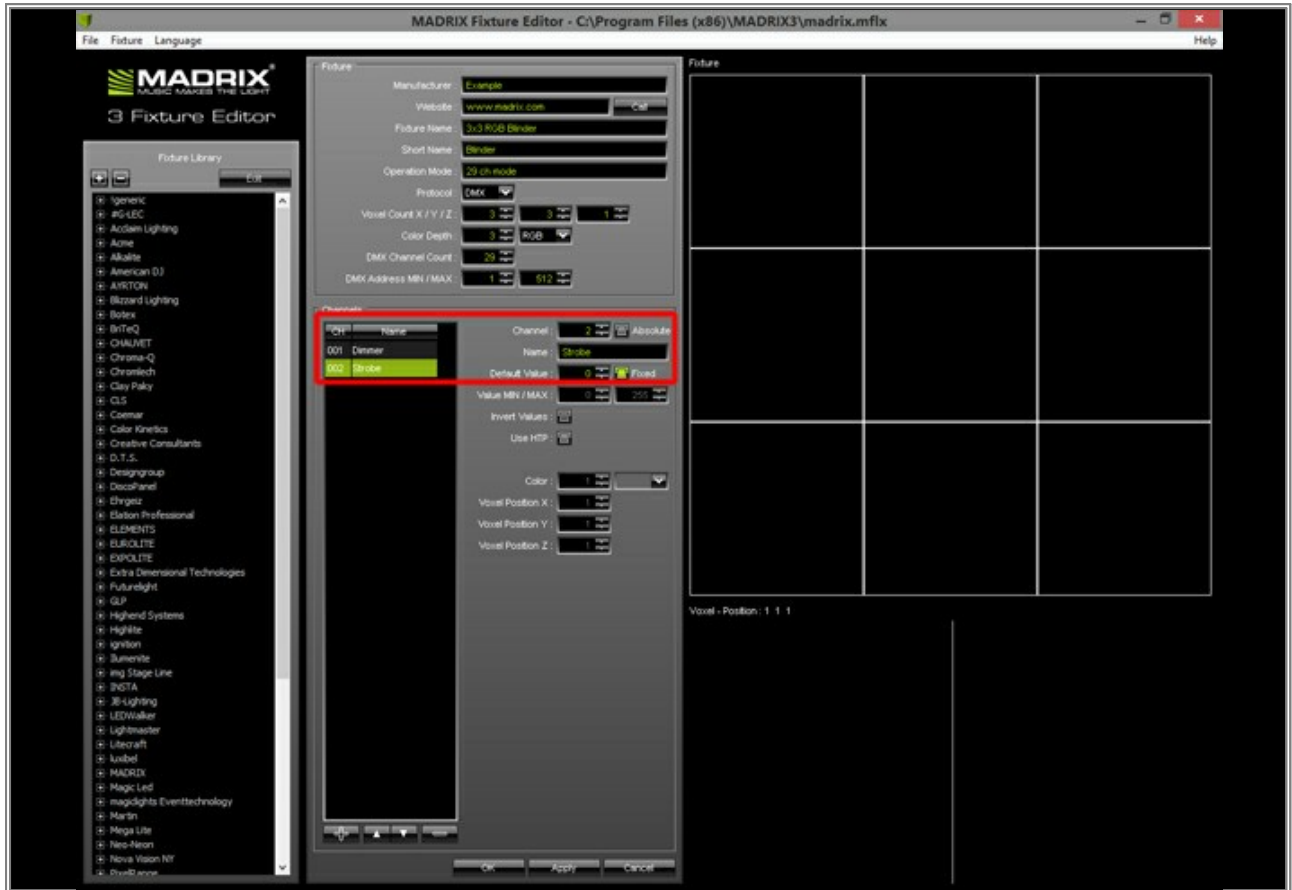 MADRIX Fixture Editor - C:\Program Files (x86)\MADRIX3\madrix.mflx
File Fixture Language Help
MADRIX®
MUSIC MAKES THE LIGHT
3 Fixture Editor
Fixture Library
Edit
!generic
#G-LEC
Acclaim Lighting
Acme
Alkalite
American DJ
AYRTON
Blizzard Lighting
Botex
BriTeQ
CHAUVET
Chroma-Q
Chromlech
Clay Paky
CLS
Coemar
Color Kinetics
Creative Consultants
D.T.S.
Designgroup
DiscoPanel
Ehrgeiz
Elation Professional
ELEMENTS
EUROLITE
EXPOLITE
Extra Dimensional Technologies
Futurelight
GLP
Highend Systems
Highlite
ignition
Ilumenite
img Stage Line
INSTA
JB-Lighting
LEDWalker
Lightmaster
Litecraft
luxibel
MADRIX
Magic Led
magiclights Eventtechnology
Martin
Mega Lite
Neo-Neon
Nova Vision NY
PixelRange
Fixture
Manufacturer : Example
Website : www.madrix.com Call
Fixture Name : 3x3 RGB Blinder
Short Name : Blinder
Operation Mode : 29 ch mode
Protocol : DMX
Voxel Count X / Y / Z : 3 3 1
Color Depth : 3 RGB
DMX Channel Count : 29
DMX Address MIN / MAX : 1 512
Channels
CH Name
001 Dimmer
002 Strobe
Channel : 2 Absolute
Name : Strobe
Default Value : 0 Fixed
Value MIN / MAX : 0 255
Invert Values :
Use HTP :
Color : 1
Voxel Position X : 1
Voxel Position Y : 1
Voxel Position Z : 1
OK Apply Cancel
Fixture
Voxel - Position : 1 1 1